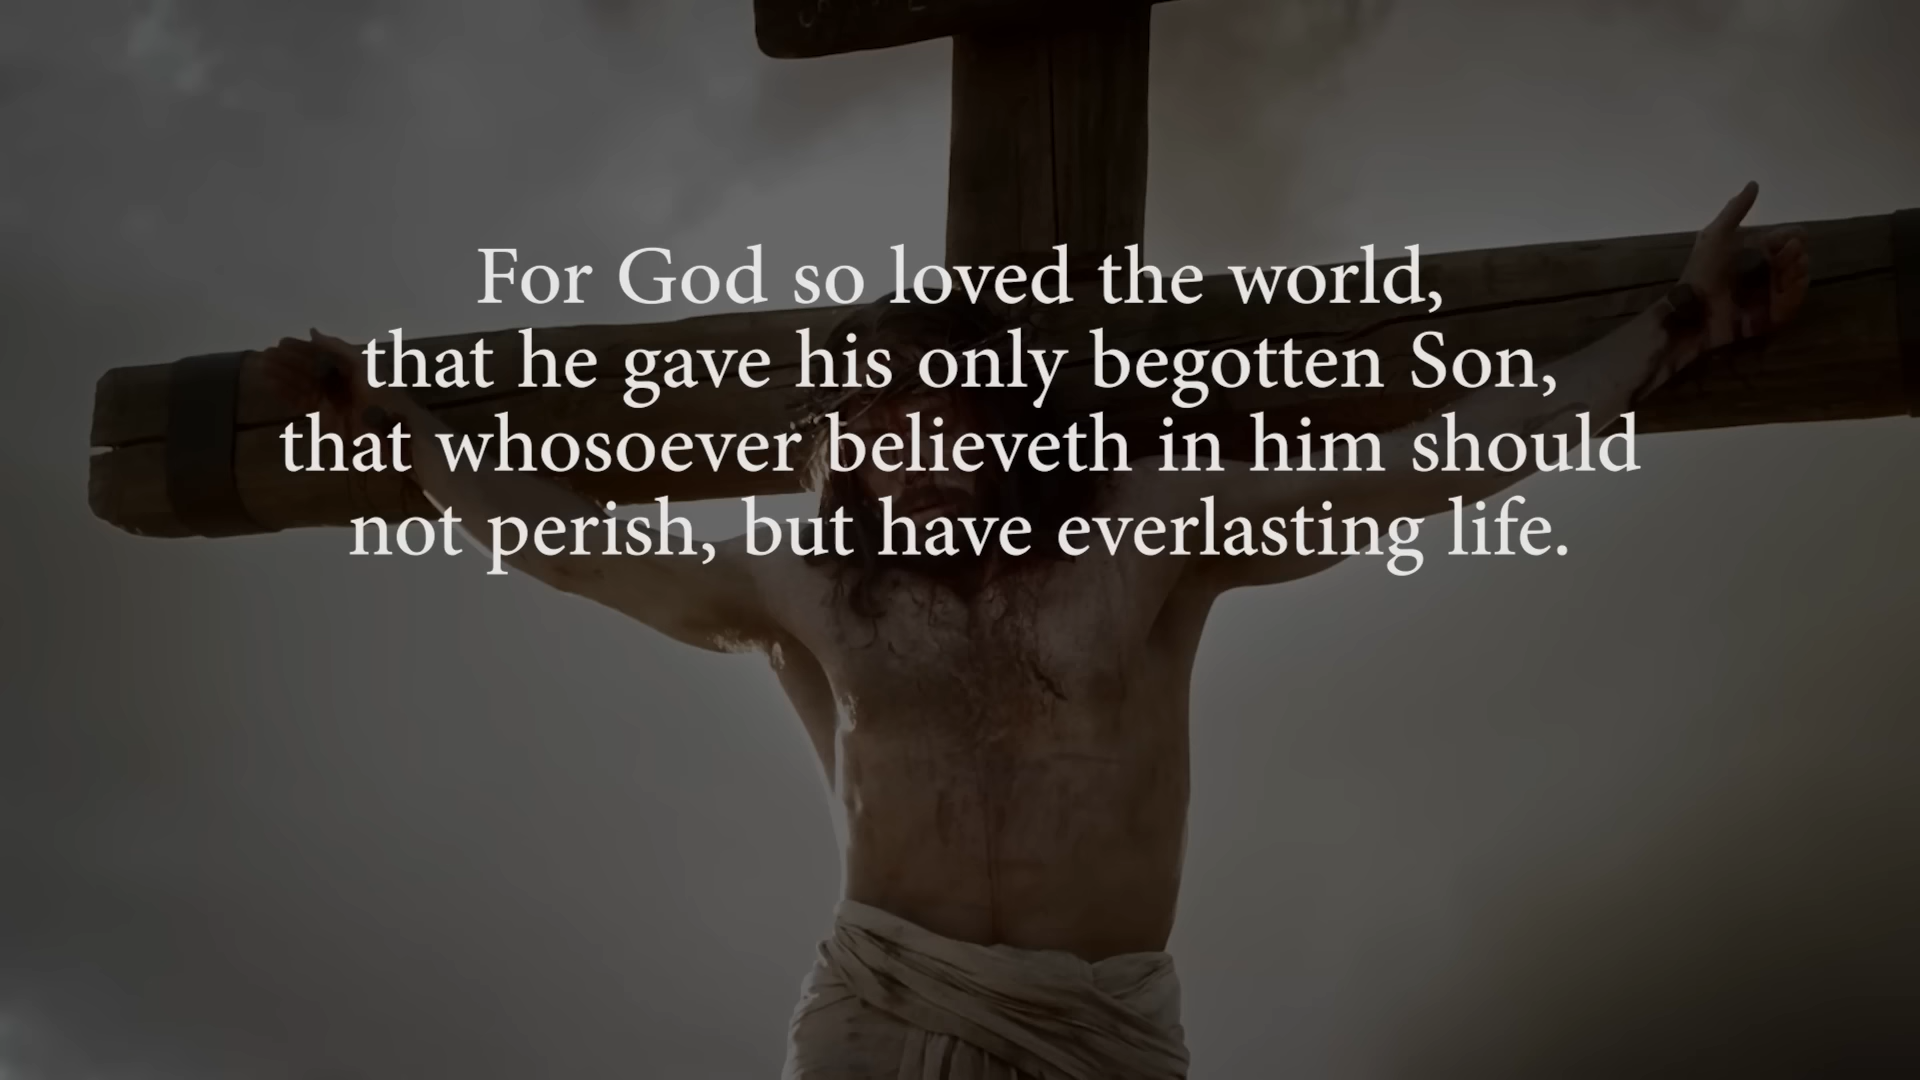 For God so loved the world,
that he gave his only begotten Son,
that whosoever believeth in him should
not perish, but have everlasting life.